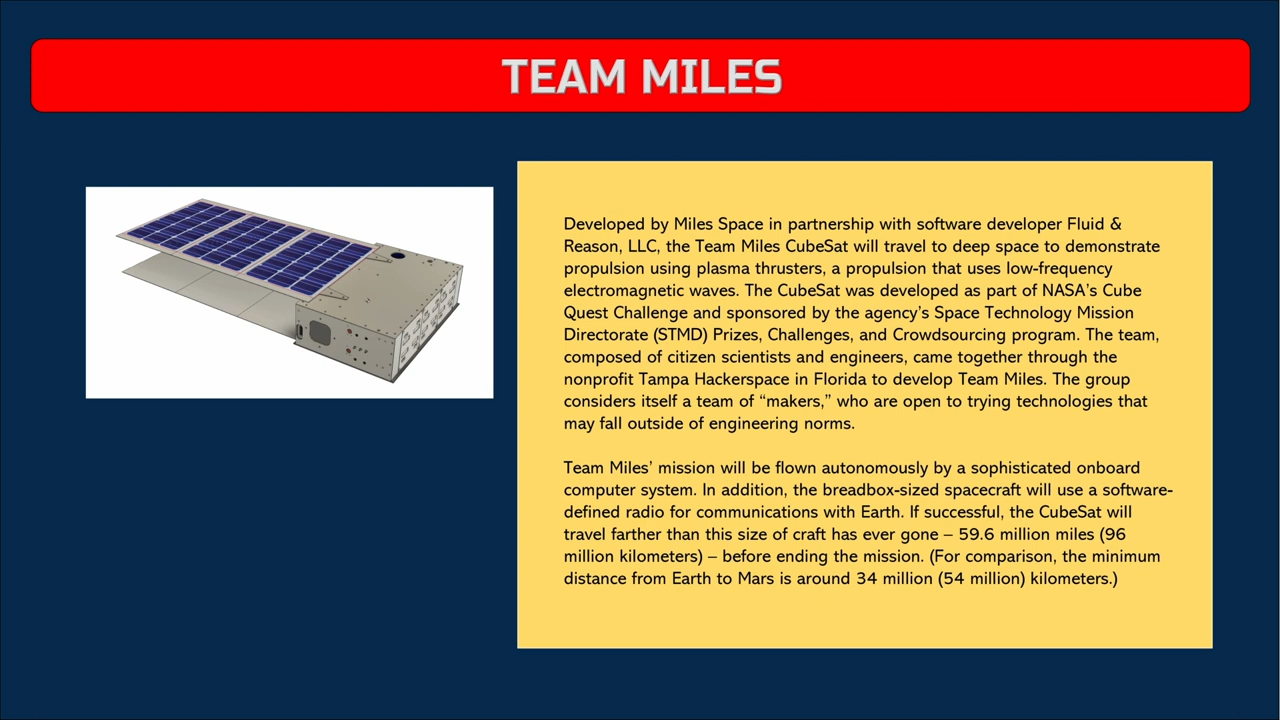 TEAM MILES
Developed by Miles Space in partnership with software developer Fluid &
Reason, LLC, the Team Miles CubeSat will travel to deep space to demonstrate
propulsion using plasma thrusters, a propulsion that uses low-frequency
electromagnetic waves. The CubeSat was developed as part of NASA’s Cube
Quest Challenge and sponsored by the agency’s Space Technology Mission
Directorate (STMD) Prizes, Challenges, and Crowdsourcing program. The team,
composed of citizen scientists and engineers, came together through the
nonprofit Tampa Hackerspace in Florida to develop Team Miles. The group
considers itself a team of “makers,” who are open to trying technologies that
may fall outside of engineering norms.
Team Miles’ mission will be flown autonomously by a sophisticated onboard
computer system. In addition, the breadbox-sized spacecraft will use a software-
defined radio for communications with Earth. If successful, the CubeSat will
travel farther than this size of craft has ever gone – 59.6 million miles (96
million kilometers) – before ending the mission. (For comparison, the minimum
distance from Earth to Mars is around 34 million (54 million) kilometers.)